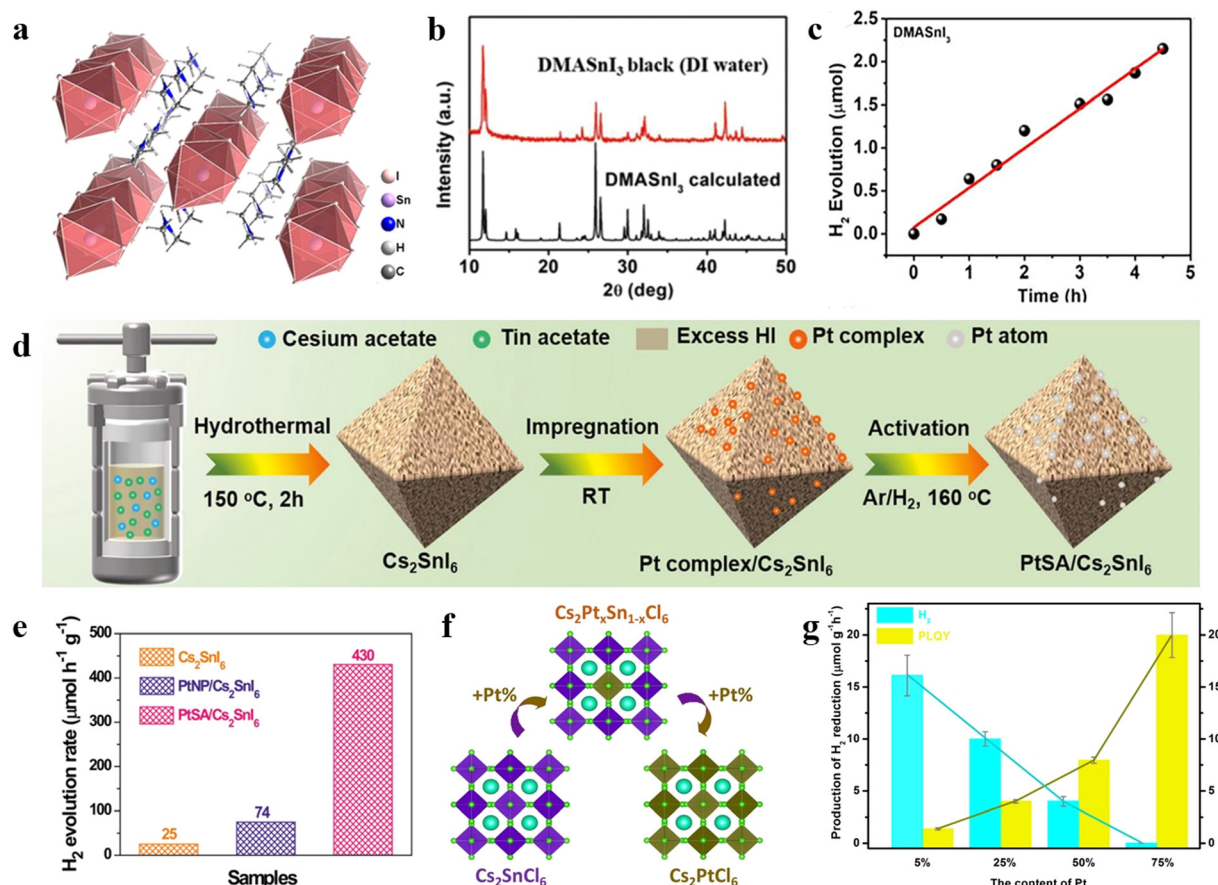 a
I
Sn
N
H
C
b
DMASnI₃ black (DI water)
DMASnI₃ calculated
Intensity (a.u.)
10 20 30 40 50
2θ (deg)
c
DMASnI₃
H₂ Evolution (μmol)
2.5
2.0
1.5
1.0
0.5
0.0
0 1 2 3 4 5
Time (h)
d
Cesium acetate Tin acetate Excess HI Pt complex Pt atom
Hydrothermal Impregnation Activation
150 °C, 2h RT Ar/H₂, 160 °C
Cs₂SnI₆ Pt complex/Cs₂SnI₆ PtSA/Cs₂SnI₆
e
H₂ evolution rate (μmol h⁻¹ g⁻¹)
500
400
300
200
100
0
Cs₂SnI₆
PtNP/Cs₂SnI₆
PtSA/Cs₂SnI₆
25
74
430
Samples
f
Cs₂PtₓSn₁₋ₓCl₆
+Pt% +Pt%
Cs₂SnCl₆ Cs₂PtCl₆
g
H₂
PLQY
Production of H₂ reduction (μmol g⁻¹h⁻¹)
20
15
10
5
0
5% 25% 50% 75%
The content of Pt